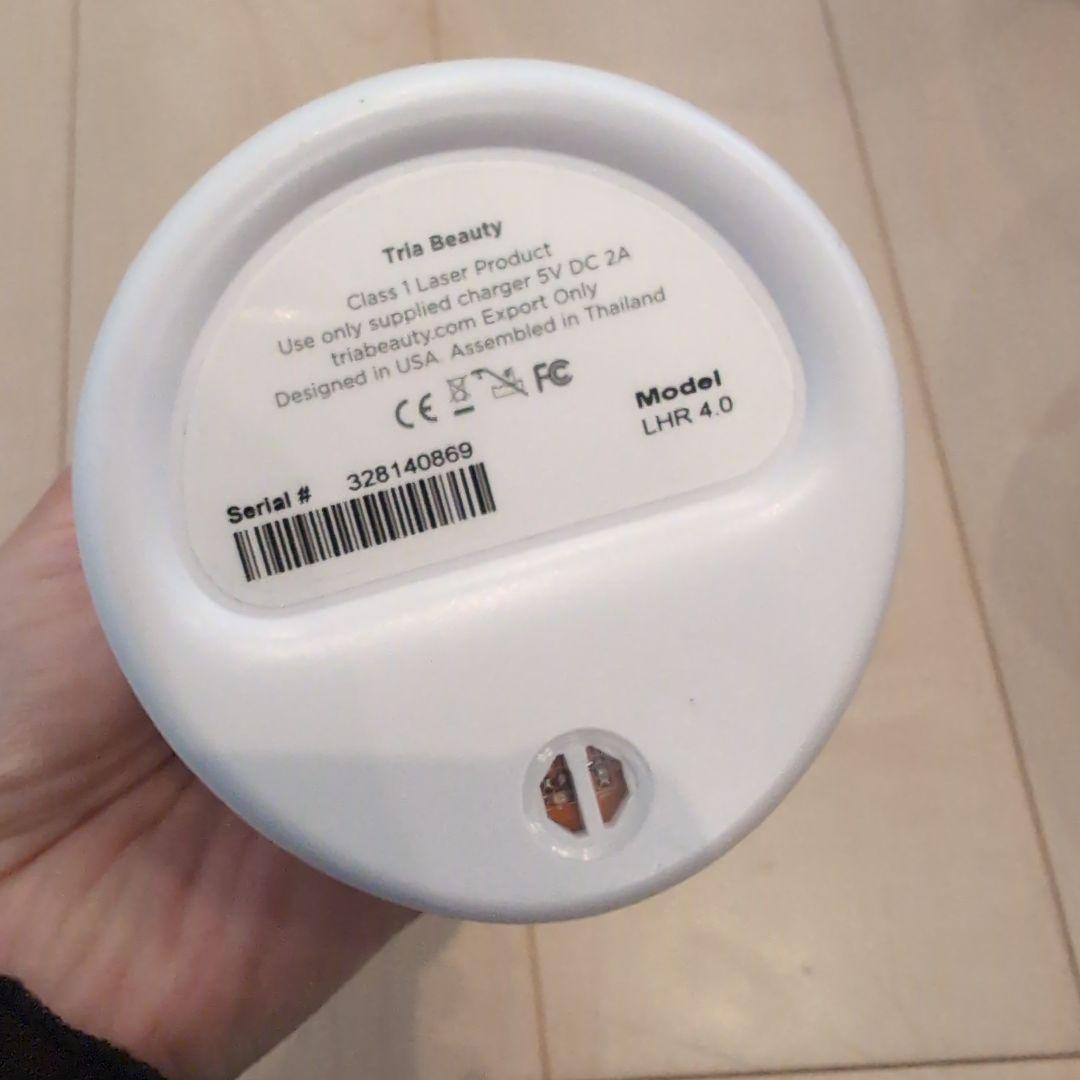 Tria Beauty
Class 1 Laser Product
Use only supplied charger 5V DC 2A
triabeauty.com Export Only
Designed in USA Assembled in Thailand
CE FC
Model
LHR 4.0
Serial # 328140869